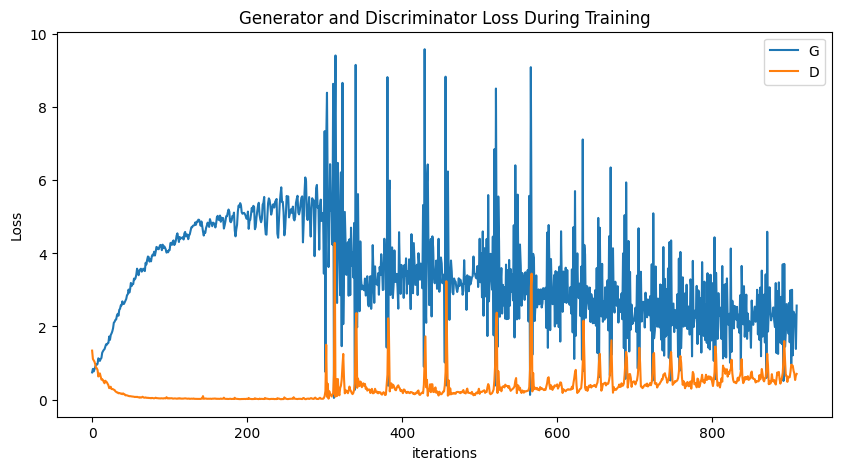 Generator and Discriminator Loss During Training
10
8
6
4
2
0
Loss
0 200 400 600 800
iterations
G
D